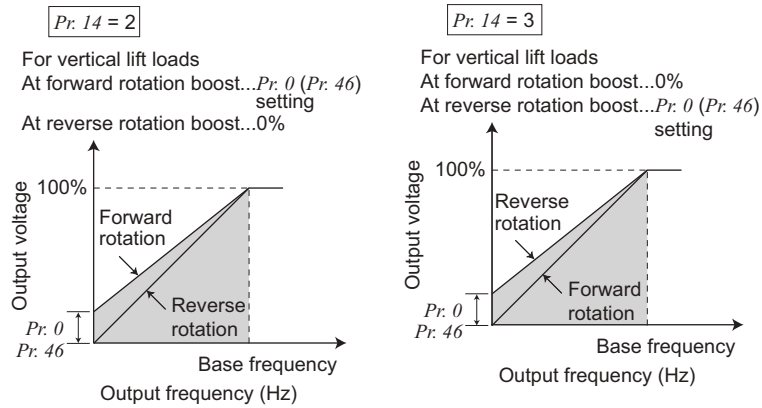 Pr. 14 = 2
For vertical lift loads
At forward rotation boost...Pr. 0 (Pr. 46)
setting
At reverse rotation boost...0%
Output voltage
100%
Forward
rotation
Reverse
rotation
Pr. 0
Pr. 46
Base frequency
Output frequency (Hz)
Pr. 14 = 3
For vertical lift loads
At forward rotation boost...0%
At reverse rotation boost...Pr. 0 (Pr. 46)
setting
Output voltage
100%
Reverse
rotation
Forward
rotation
Pr. 0
Pr. 46
Base frequency
Output frequency (Hz)